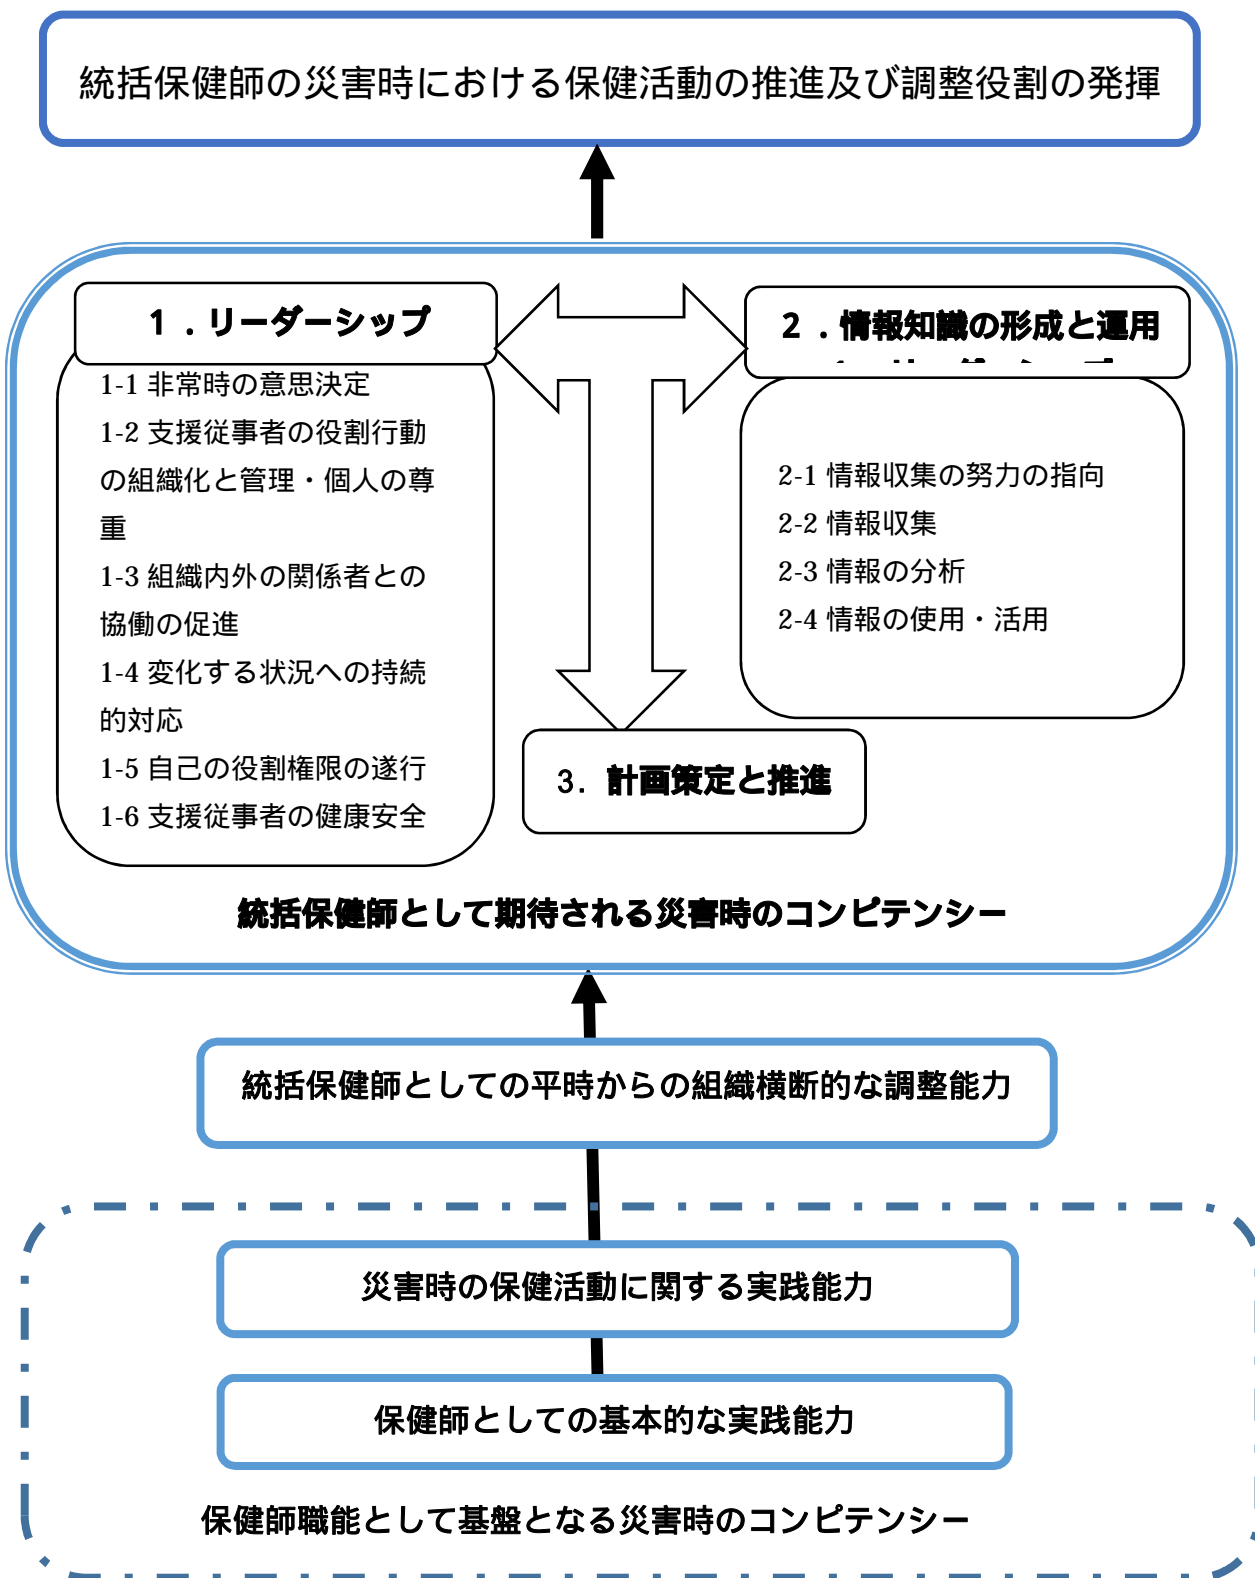 統括保健師の災害時における保健活動の推進及び調整役割の発揮
1．リーダーシップ
1-1 非常時の意思決定
1-2 支援従事者の役割行動
の組織化と管理・個人の尊
重
1-3 組織内外の関係者との
協働の促進
1-4 変化する状況への持続
的対応
1-5 自己の役割権限の遂行
1-6 支援従事者の健康安全
2．情報知識の形成と運用
2-1 情報収集の努力の指向
2-2 情報収集
2-3 情報の分析
2-4 情報の使用・活用
3. 計画策定と推進
統括保健師として期待される災害時のコンピテンシー
統括保健師としての平時からの組織横断的な調整能力
災害時の保健活動に関する実践能力
保健師としての基本的な実践能力
保健師職能として基盤となる災害時のコンピテンシー